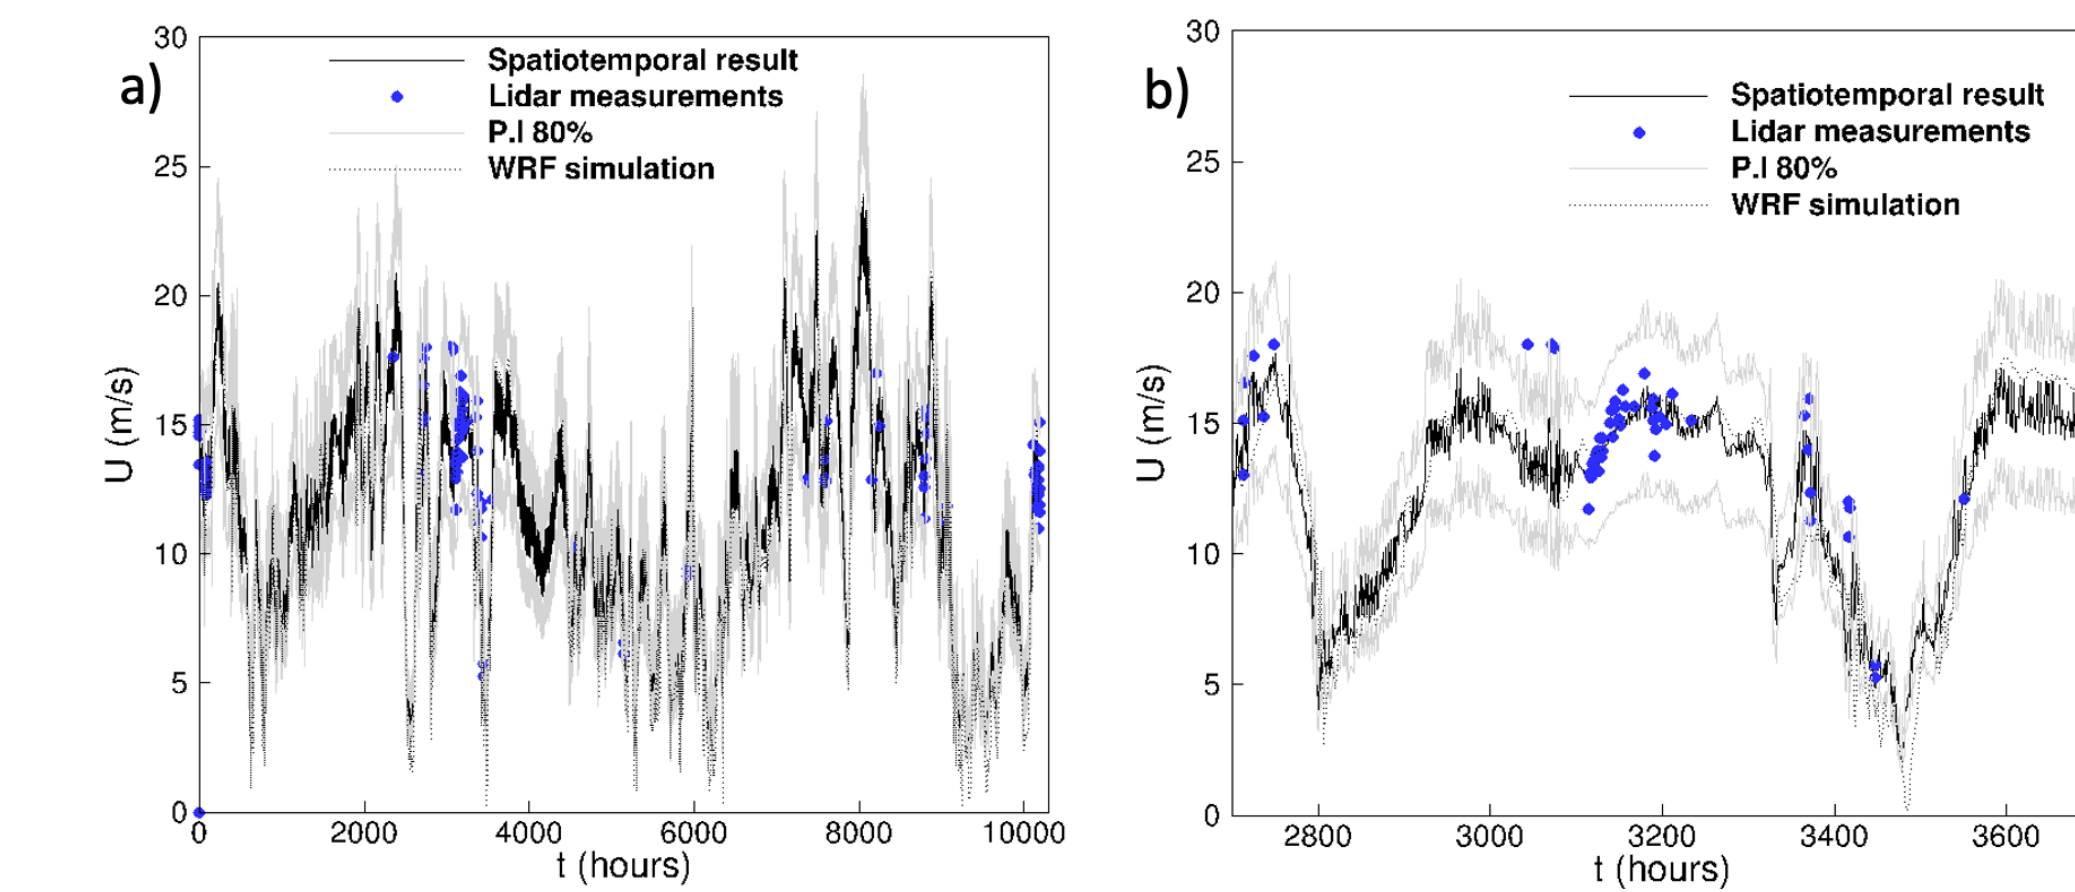 a)
30
25
20
15
10
5
0
U (m/s)
Spatiotemporal result
Lidar measurements
P.I 80%
WRF simulation
0 2000 4000 6000 8000 10000
t (hours)
b)
30
25
20
15
10
5
0
U (m/s)
Spatiotemporal result
Lidar measurements
P.I 80%
WRF simulation
2800 3000 3200 3400 3600
t (hours)